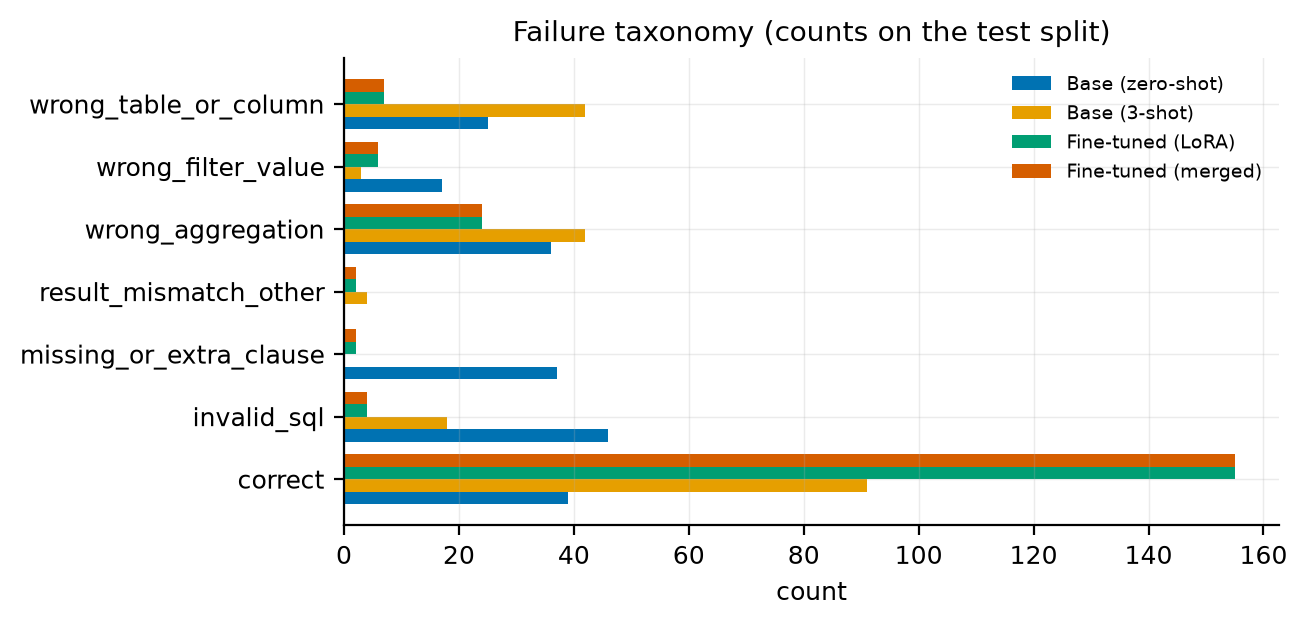 Failure taxonomy (counts on the test split)
Base (zero-shot)
Base (3-shot)
Fine-tuned (LoRA)
Fine-tuned (merged)
wrong_table_or_column
wrong_filter_value
wrong_aggregation
result_mismatch_other
missing_or_extra_clause
invalid_sql
correct
0 20 40 60 80 100 120 140 160
count